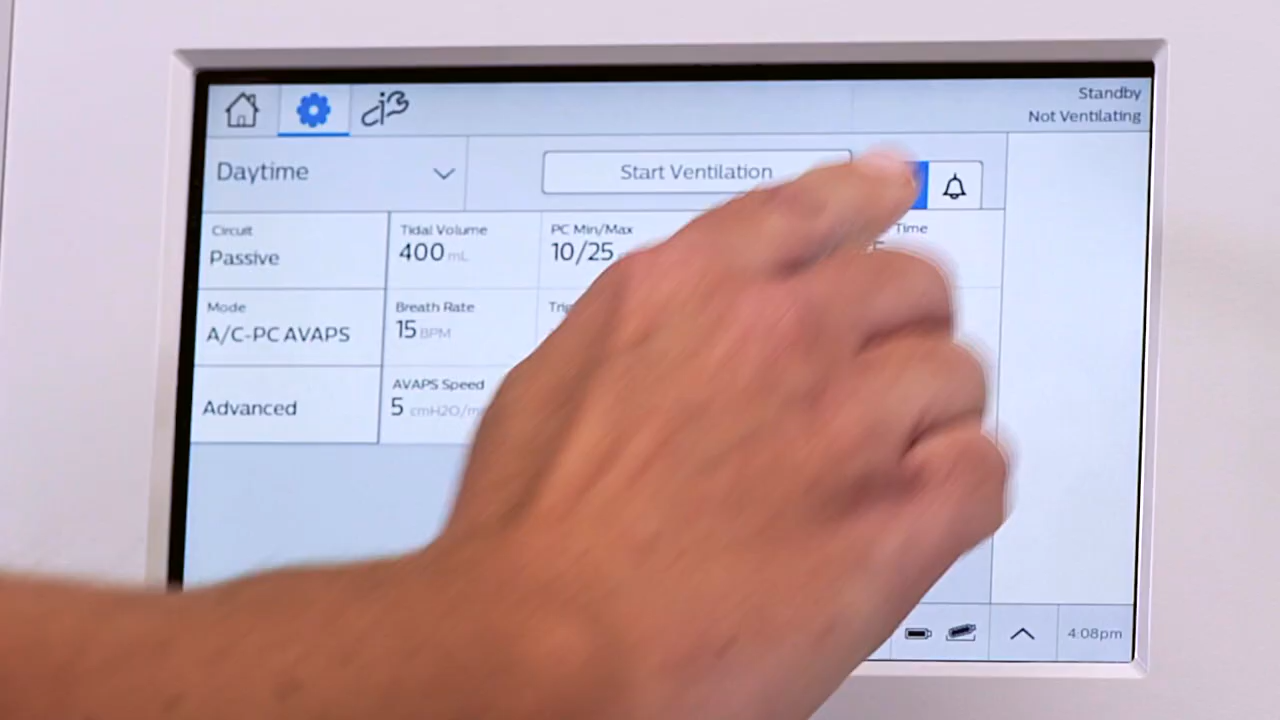 Standby
Not Ventilating
Daytime
Start Ventilation
Circuit
Passive
Tidal Volume
400 mL
PC Min/Max
10/25
Time
Mode
A/C-PC AVAPS
Breath Rate
15 BPM
Advanced
AVAPS Speed
5 cmH2O/
4:08pm